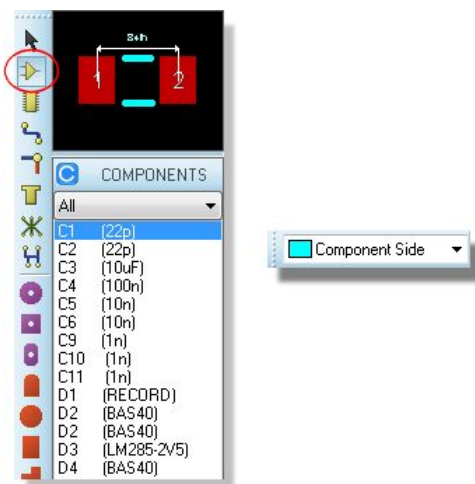 84th
1 2
C COMPONENTS
All
C1 (22p)
C2 (22p)
C3 (10uF)
C4 (100n)
C5 (10n)
C6 (10n)
C9 (1n)
C10 (1n)
C11 (1n)
D1 (RECORD)
D2 (BAS40)
D2 (BAS40)
D3 (LM285-2V5)
D4 (BAS40)
Component Side